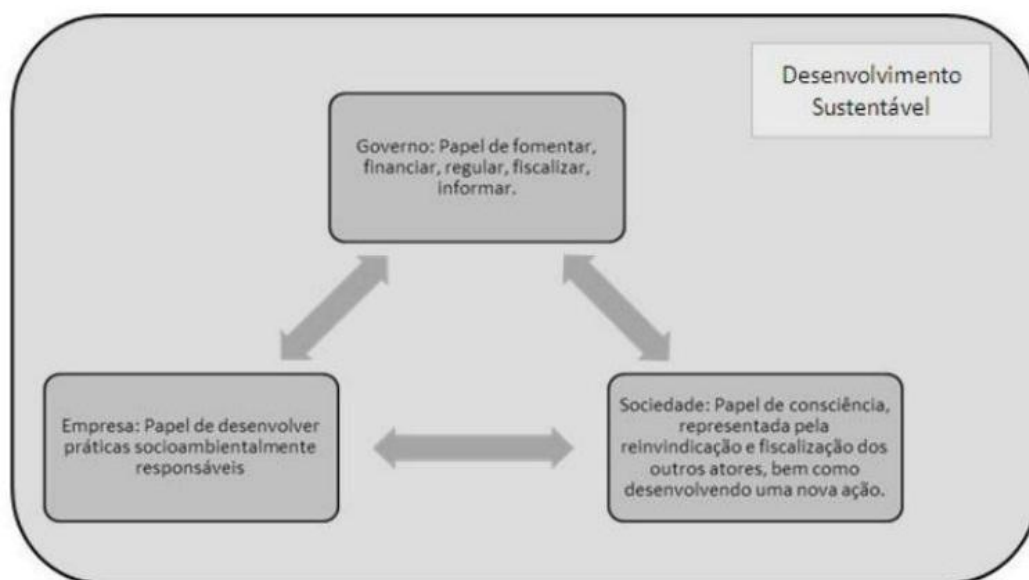 Desenvolvimento
Sustentável
Governo: Papel de fomentar,
financiar, regular, fiscalizar,
informar.
Empresa: Papel de desenvolver
práticas socioambientalmente
responsáveis
Sociedade: Papel de consciência,
representada pela
reinvindicação e fiscalização dos
outros atores, bem como
desenvolvendo uma nova ação.